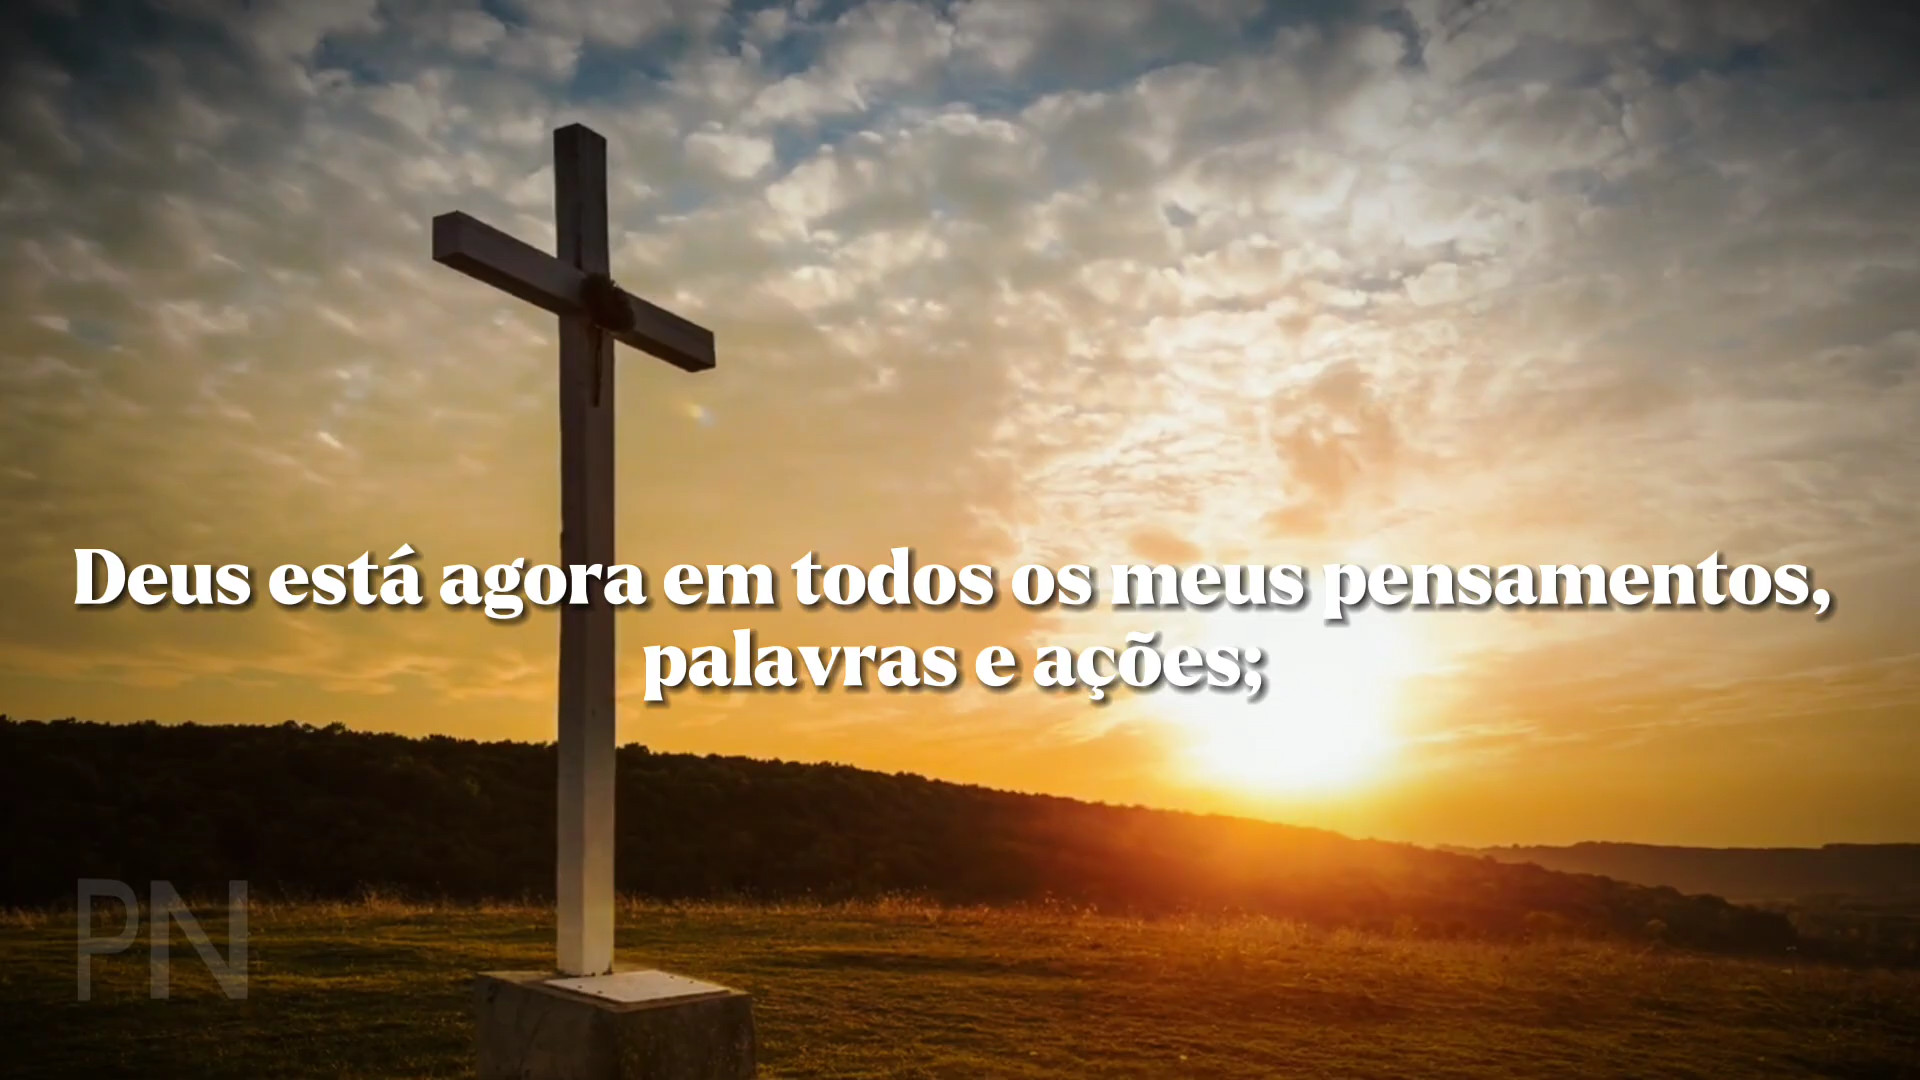 Deus está agora em todos os meus pensamentos,
palavras e ações;
PN